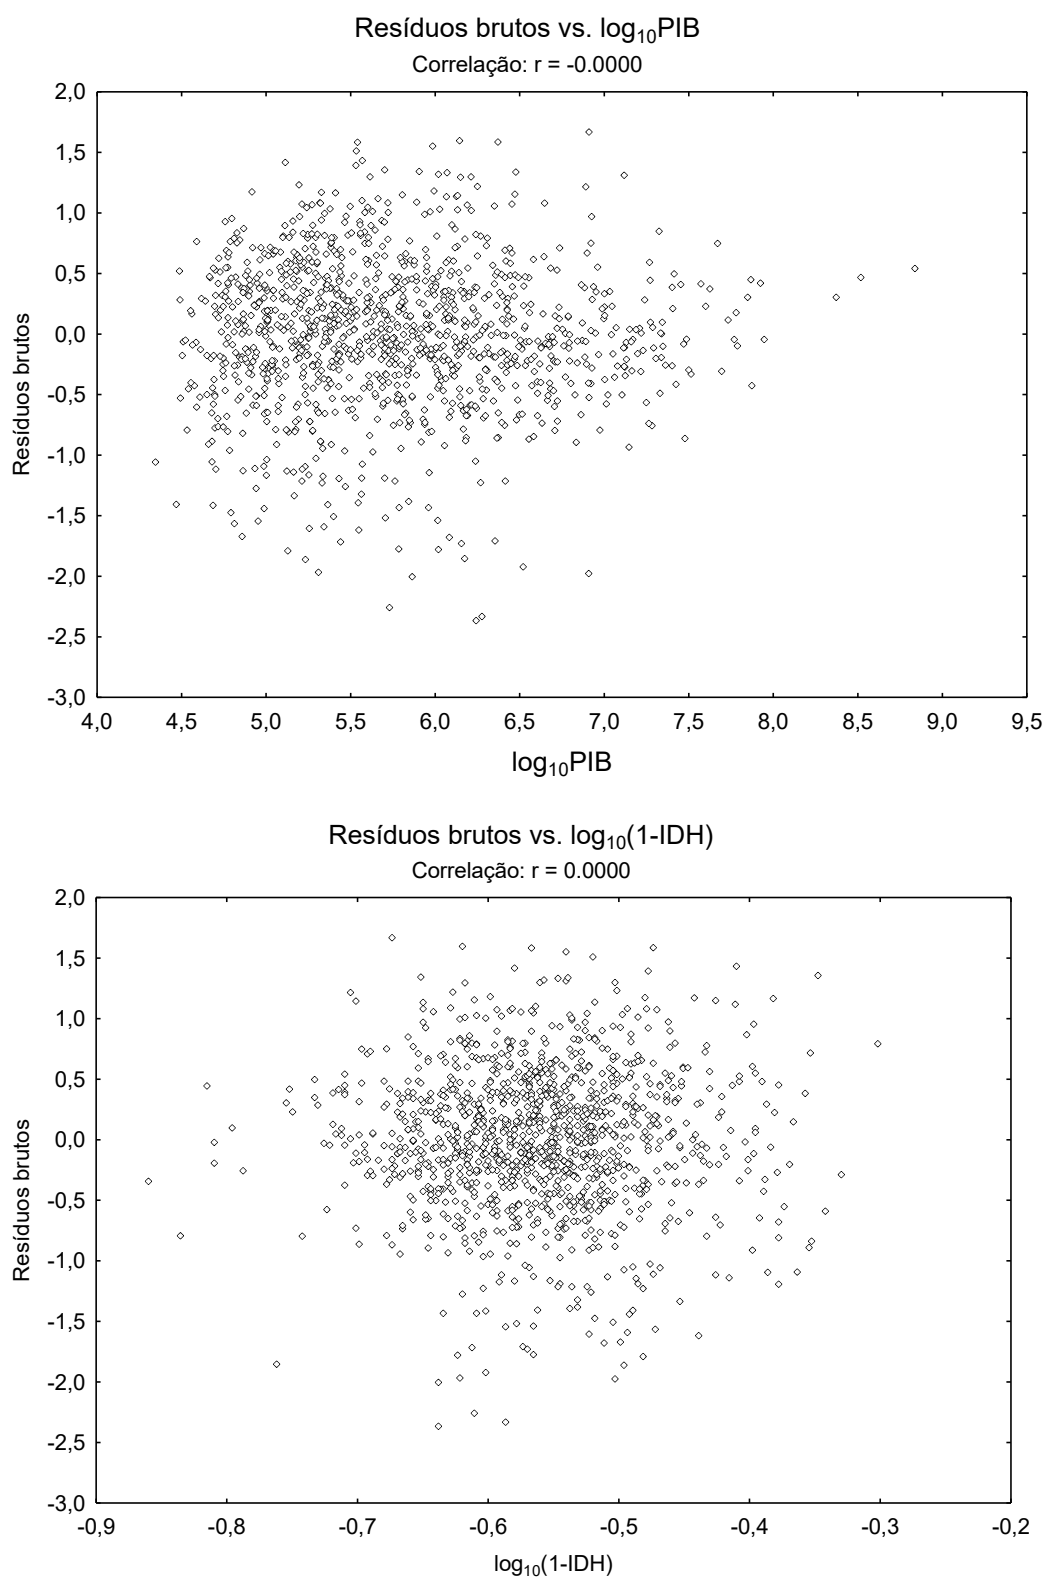 Resíduos brutos vs. log₁₀PIB
Correlação: r = -0.0000
2,0
1,5
1,0
0,5
0,0
-0,5
-1,0
-1,5
-2,0
-2,5
-3,0
Resíduos brutos
4,0 4,5 5,0 5,5 6,0 6,5 7,0 7,5 8,0 8,5 9,0 9,5
log₁₀PIB
Resíduos brutos vs. log₁₀(1-IDH)
Correlação: r = 0.0000
2,0
1,5
1,0
0,5
0,0
-0,5
-1,0
-1,5
-2,0
-2,5
-3,0
Resíduos brutos
-0,9 -0,8 -0,7 -0,6 -0,5 -0,4 -0,3 -0,2
log₁₀(1-IDH)